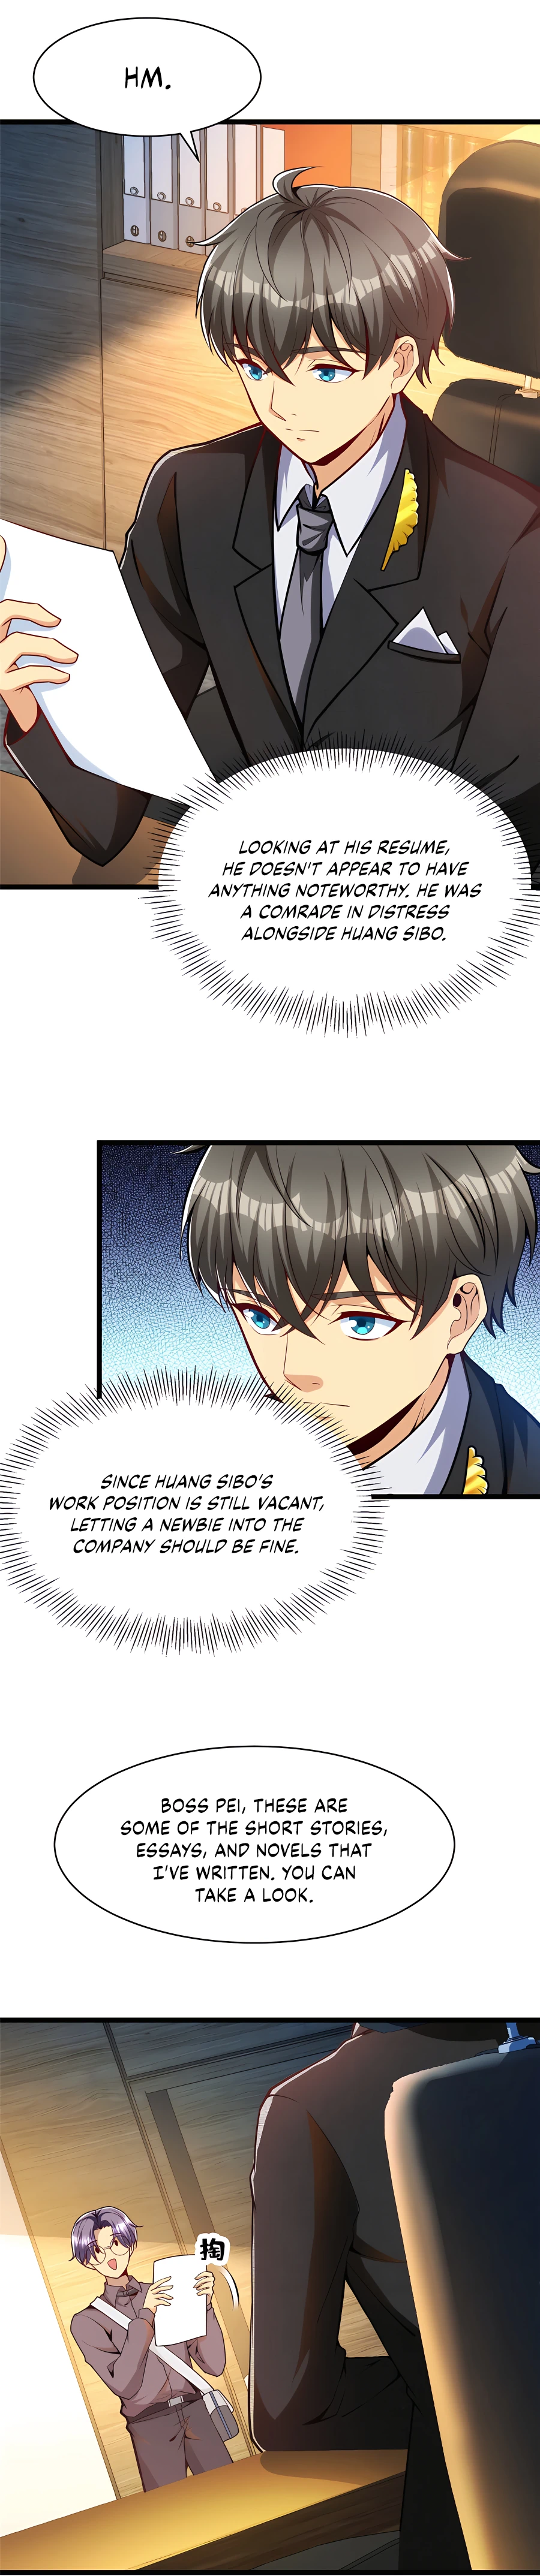 HM.
LOOKING AT HIS RESUME,
HE DOESN'T APPEAR TO HAVE
ANYTHING NOTEWORTHY. HE WAS
A COMRADE IN DISTRESS
ALONGSIDE HUANG SIBO.
SINCE HUANG SIBO'S
WORK POSITION IS STILL VACANT,
LETTING A NEWBIE INTO THE
COMPANY SHOULD BE FINE.
BOSS PEI, THESE ARE
SOME OF THE SHORT STORIES,
ESSAYS, AND NOVELS THAT
I'VE WRITTEN. YOU CAN
TAKE A LOOK.
掏